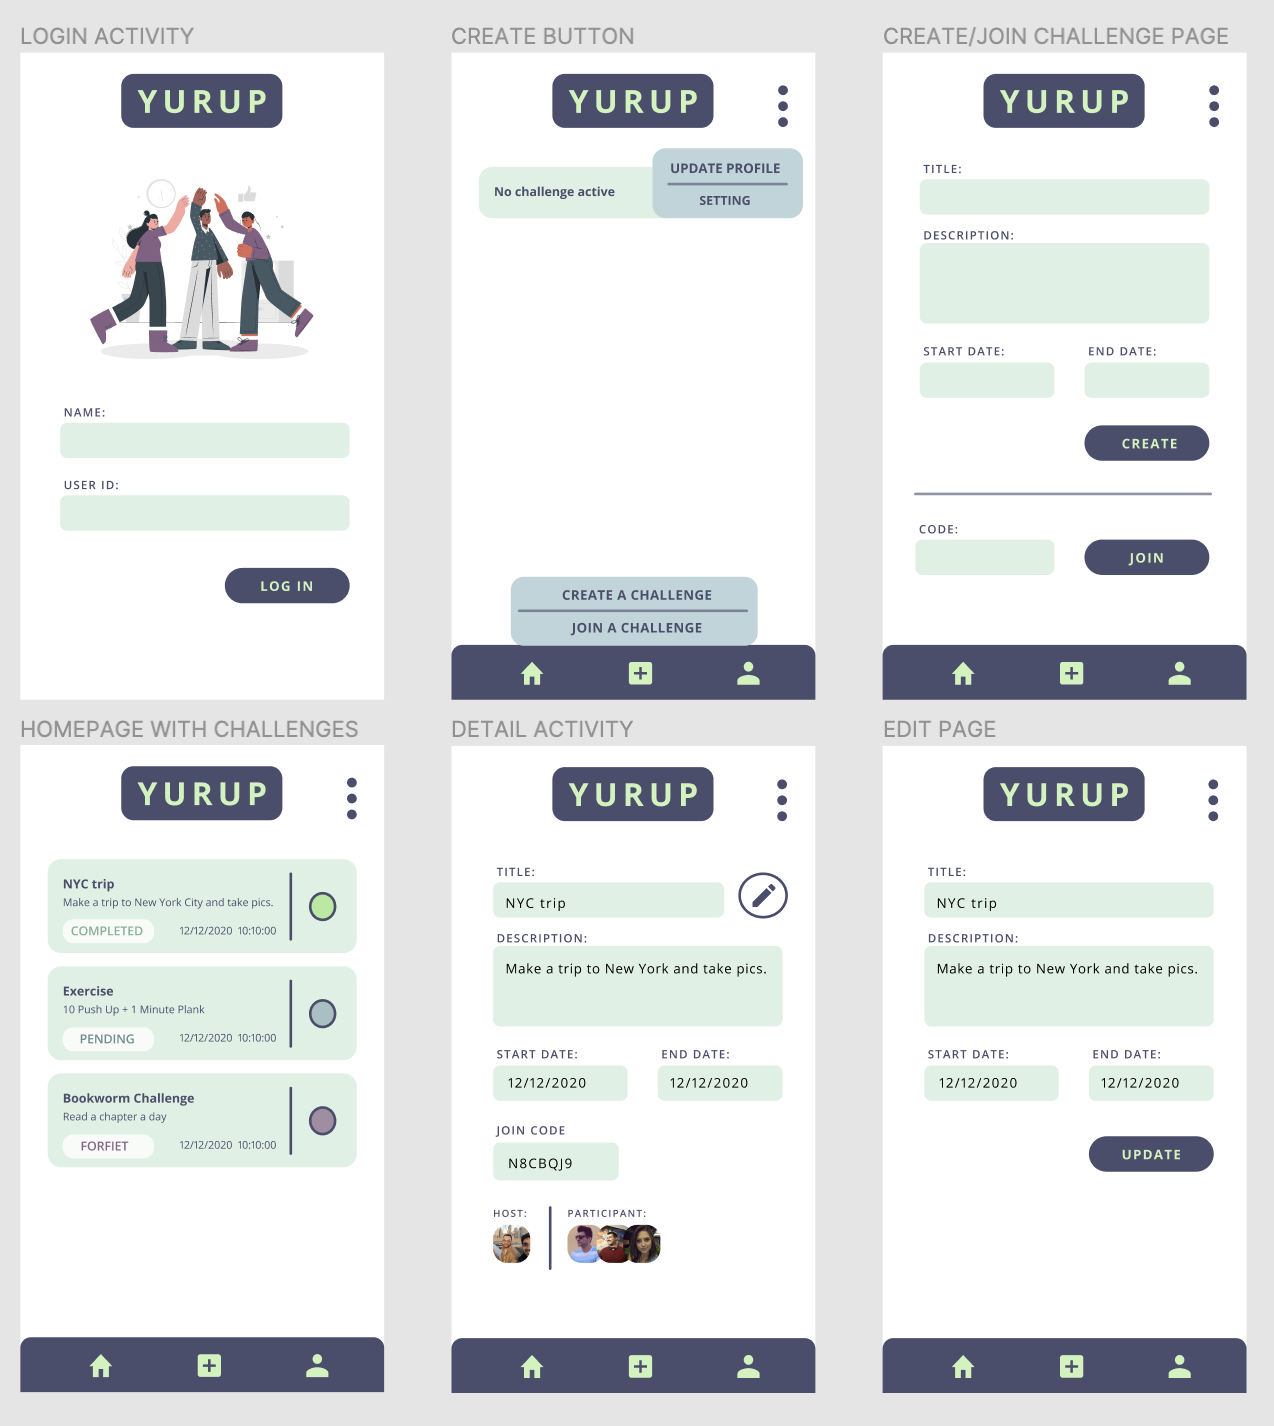 LOGIN ACTIVITY
YURUP
NAME:
USER ID:
LOG IN
CREATE BUTTON
YURUP
No challenge active
UPDATE PROFILE
SETTING
CREATE A CHALLENGE
JOIN A CHALLENGE
CREATE/JOIN CHALLENGE PAGE
YURUP
TITLE:
DESCRIPTION:
START DATE: END DATE:
CREATE
CODE:
JOIN
HOMEPAGE WITH CHALLENGES
YURUP
NYC trip
Make a trip to New York City and take pics.
COMPLETED 12/12/2020 10:10:00
Exercise
10 Push Up + 1 Minute Plank
PENDING 12/12/2020 10:10:00
Bookworm Challenge
Read a chapter a day
FORFIET 12/12/2020 10:10:00
DETAIL ACTIVITY
YURUP
TITLE:
NYC trip
DESCRIPTION:
Make a trip to New York and take pics.
START DATE: END DATE:
12/12/2020 12/12/2020
JOIN CODE
N8CBQJ9
HOST: PARTICIPANT:
EDIT PAGE
YURUP
TITLE:
NYC trip
DESCRIPTION:
Make a trip to New York and take pics.
START DATE: END DATE:
12/12/2020 12/12/2020
UPDATE